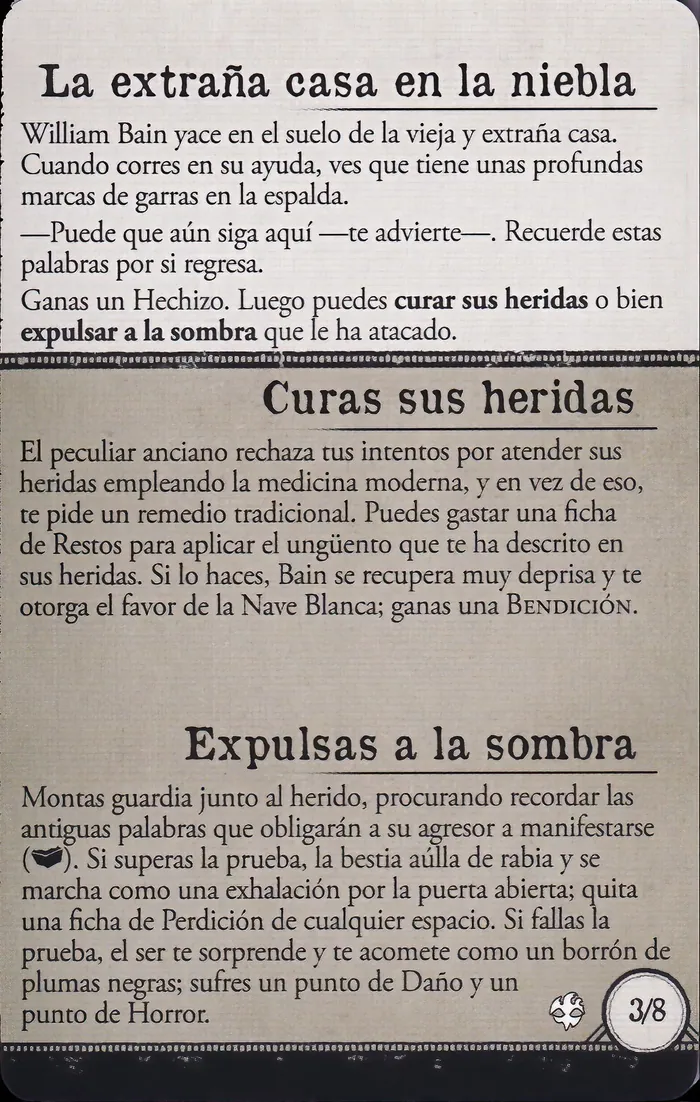 La extraña casa en la niebla
William Bain yace en el suelo de la vieja y extraña casa.
Cuando corres en su ayuda, ves que tiene unas profundas
marcas de garras en la espalda.
—Puede que aún siga aquí —te advierte—. Recuerde estas
palabras por si regresa.
Ganas un Hechizo. Luego puedes curar sus heridas o bien
expulsar a la sombra que le ha atacado.
Curas sus heridas
El peculiar anciano rechaza tus intentos por atender sus
heridas empleando la medicina moderna, y en vez de eso,
te pide un remedio tradicional. Puedes gastar una ficha
de Restos para aplicar el ungüento que te ha descrito en
sus heridas. Si lo haces, Bain se recupera muy deprisa y te
otorga el favor de la Nave Blanca; ganas una BENDICIÓN.
Expulsas a la sombra
Montas guardia junto al herido, procurando recordar las
antiguas palabras que obligarán a su agresor a manifestarse
(). Si superas la prueba, la bestia aúlla de rabia y se
marcha como una exhalación por la puerta abierta; quita
una ficha de Perdición de cualquier espacio. Si fallas la
prueba, el ser te sorprende y te acomete como un borrón de
plumas negras; sufres un punto de Daño y un
punto de Horror.
3/8